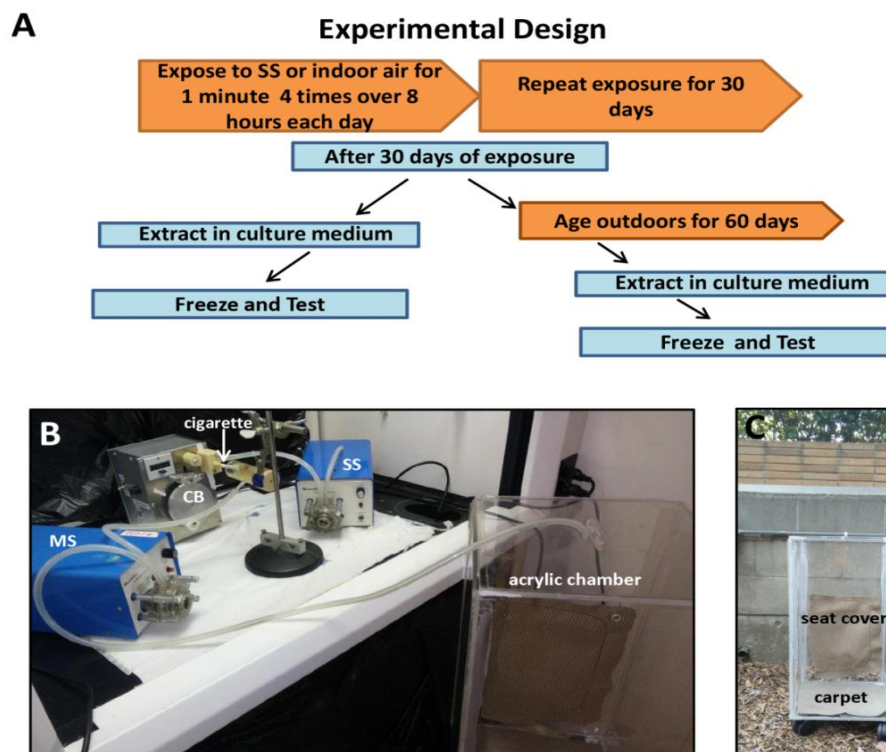 A
Experimental Design
Expose to SS or indoor air for
1 minute 4 times over 8
hours each day
Repeat exposure for 30
days
After 30 days of exposure
Extract in culture medium
Age outdoors for 60 days
Freeze and Test
Extract in culture medium
Freeze and Test
B
cigarette
SS
CB
MS
acrylic chamber
C
seat cover
carpet